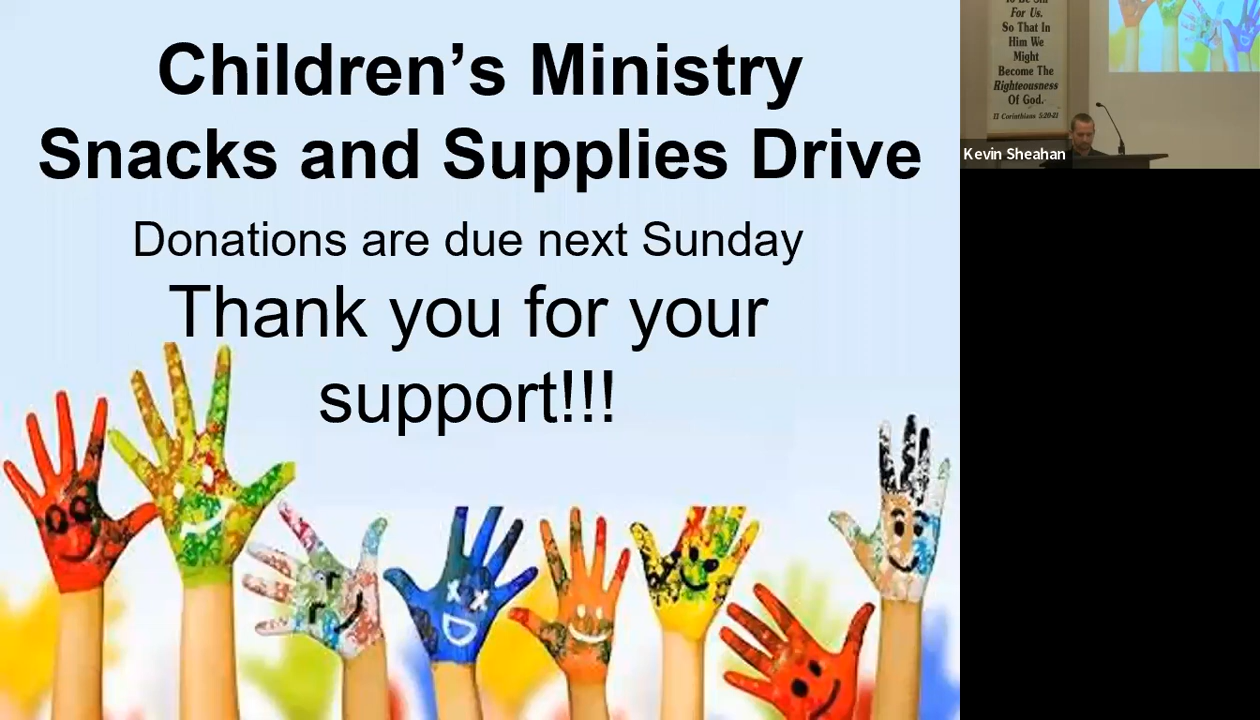 Children’s Ministry
Snacks and Supplies Drive
Donations are due next Sunday
Thank you for your
support!!!
For Us.
So That In
Him We
Might
Become The
Righteousness
Of God.
II Corinthians 5:20-21
Kevin Sheahan